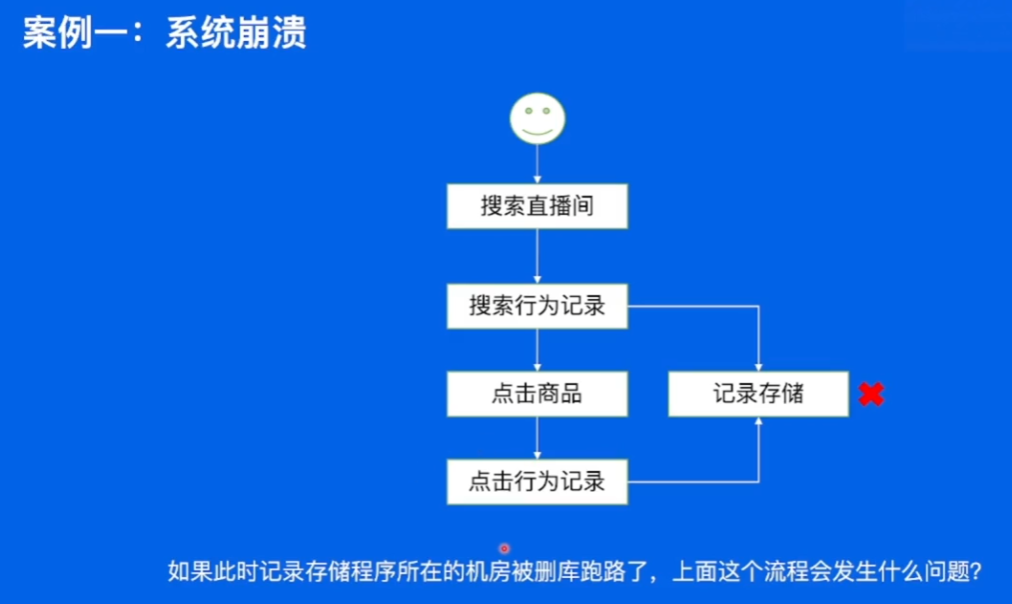 案例一：系统崩溃
搜索直播间
搜索行为记录
点击商品
记录存储
点击行为记录
如果此时记录存储程序所在的机房被删库跑路了，上面这个流程会发生什么问题？